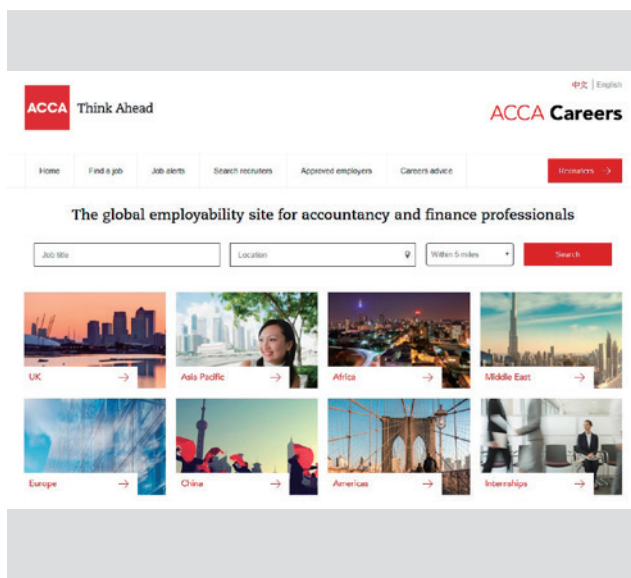 中文 | English
ACCA Think Ahead
ACCA Careers
Home Find a job Job alerts Search recruiters Approved employers Careers advice Recruiters →
The global employability site for accountancy and finance professionals
Job title Location Within 5 miles Search
UK → Asia Pacific → Africa → Middle East →
Europe → China → Americas → Internships →